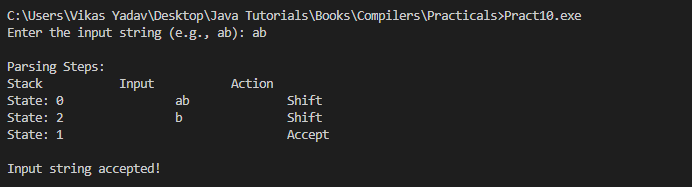 C:\Users\Vikas Yadav\Desktop\Java Tutorials\Books\Compilers\Practicals>Pract10.exe
Enter the input string (e.g., ab): ab
Parsing Steps:
Stack Input Action
State: 0 ab Shift
State: 2 b Shift
State: 1 Accept
Input string accepted!